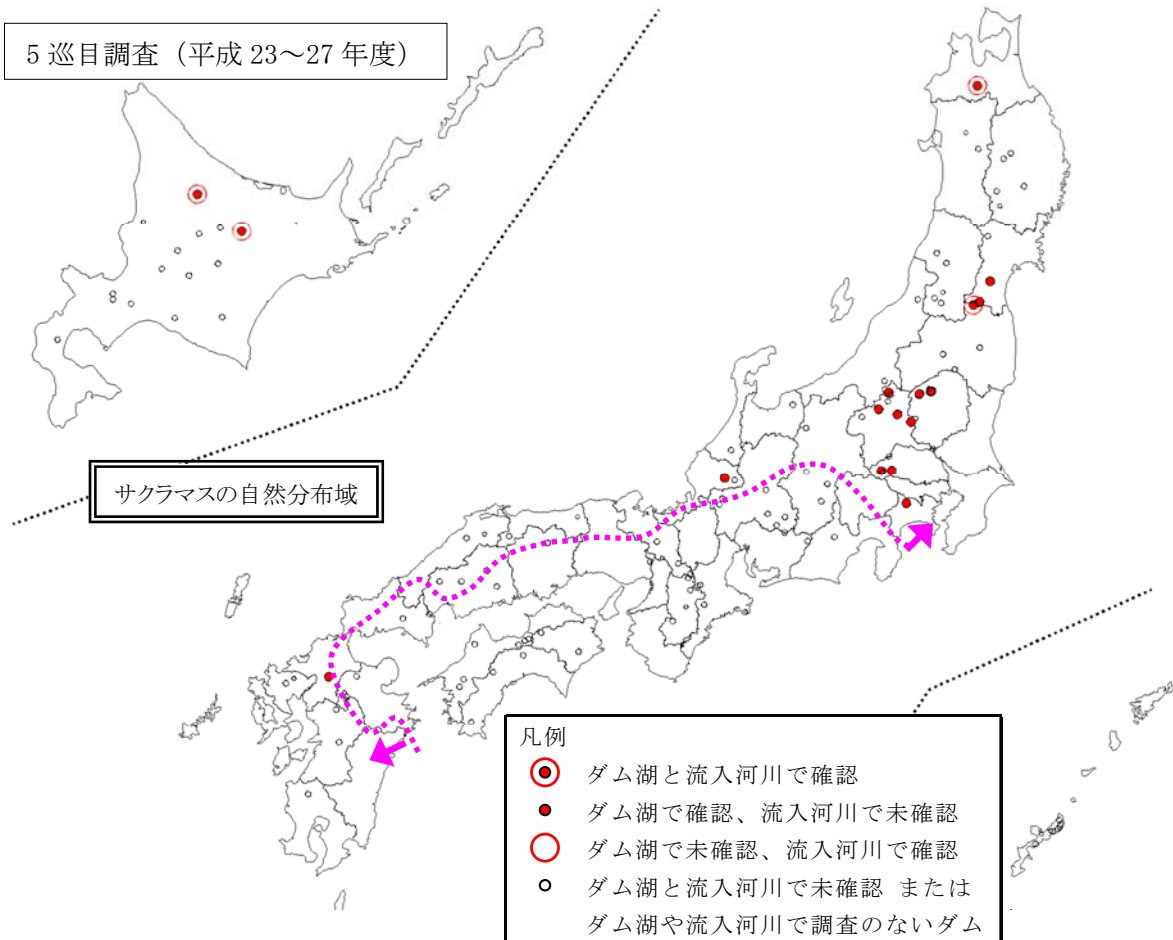 5 巡目調査（平成 23～27 年度）
サクラマスの自然分布域
凡例
ダム湖と流入河川で確認
ダム湖で確認、流入河川で未確認
ダム湖で未確認、流入河川で確認
ダム湖と流入河川で未確認 または
ダム湖や流入河川で調査のないダム